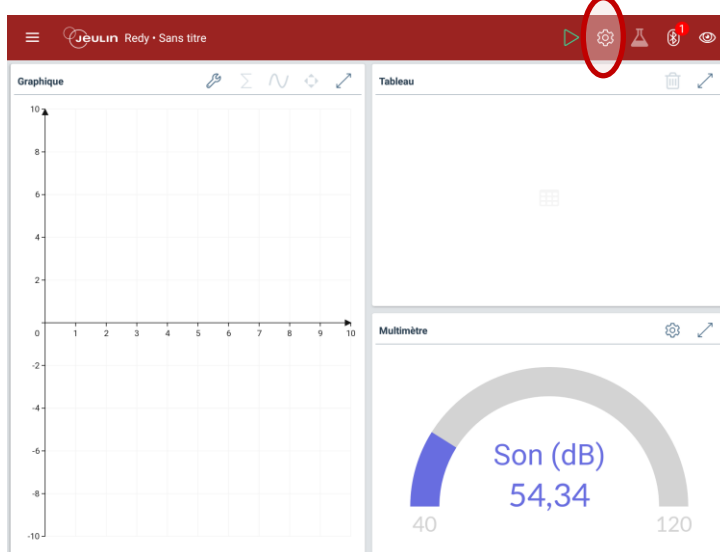 Jeulin Redy • Sans titre
1
Graphique
Tableau
10
8
6
4
2
0 1 2 3 4 5 6 7 8 9 10
-2
-4
-6
-8
-10
Multimètre
Son (dB)
54,34
40 120